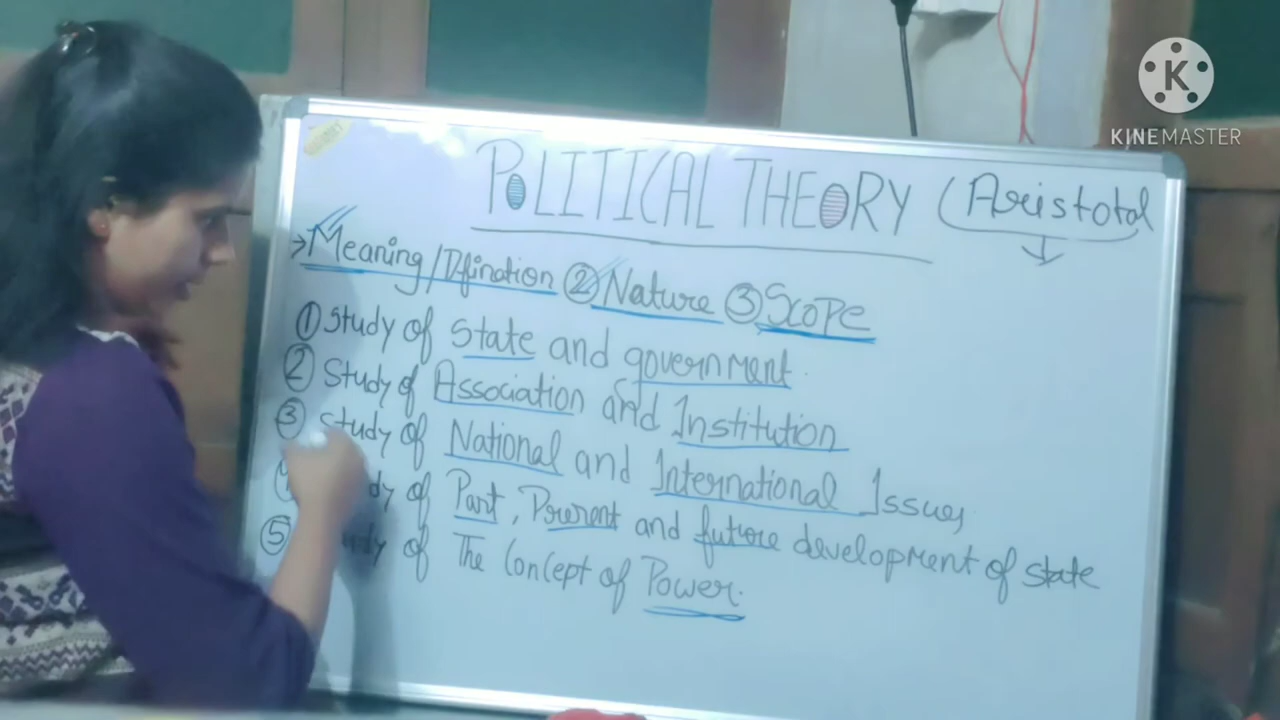 POLITICAL THEORY (Aristotal
→Meaning/Dfination ② Nature ③ Scope
① Study of State and government.
② Study of Association and Institution
③ Study of National and International Issues
of Part, Present and future development of state
⑤ of The Concept of Power.
K
KINEMASTER